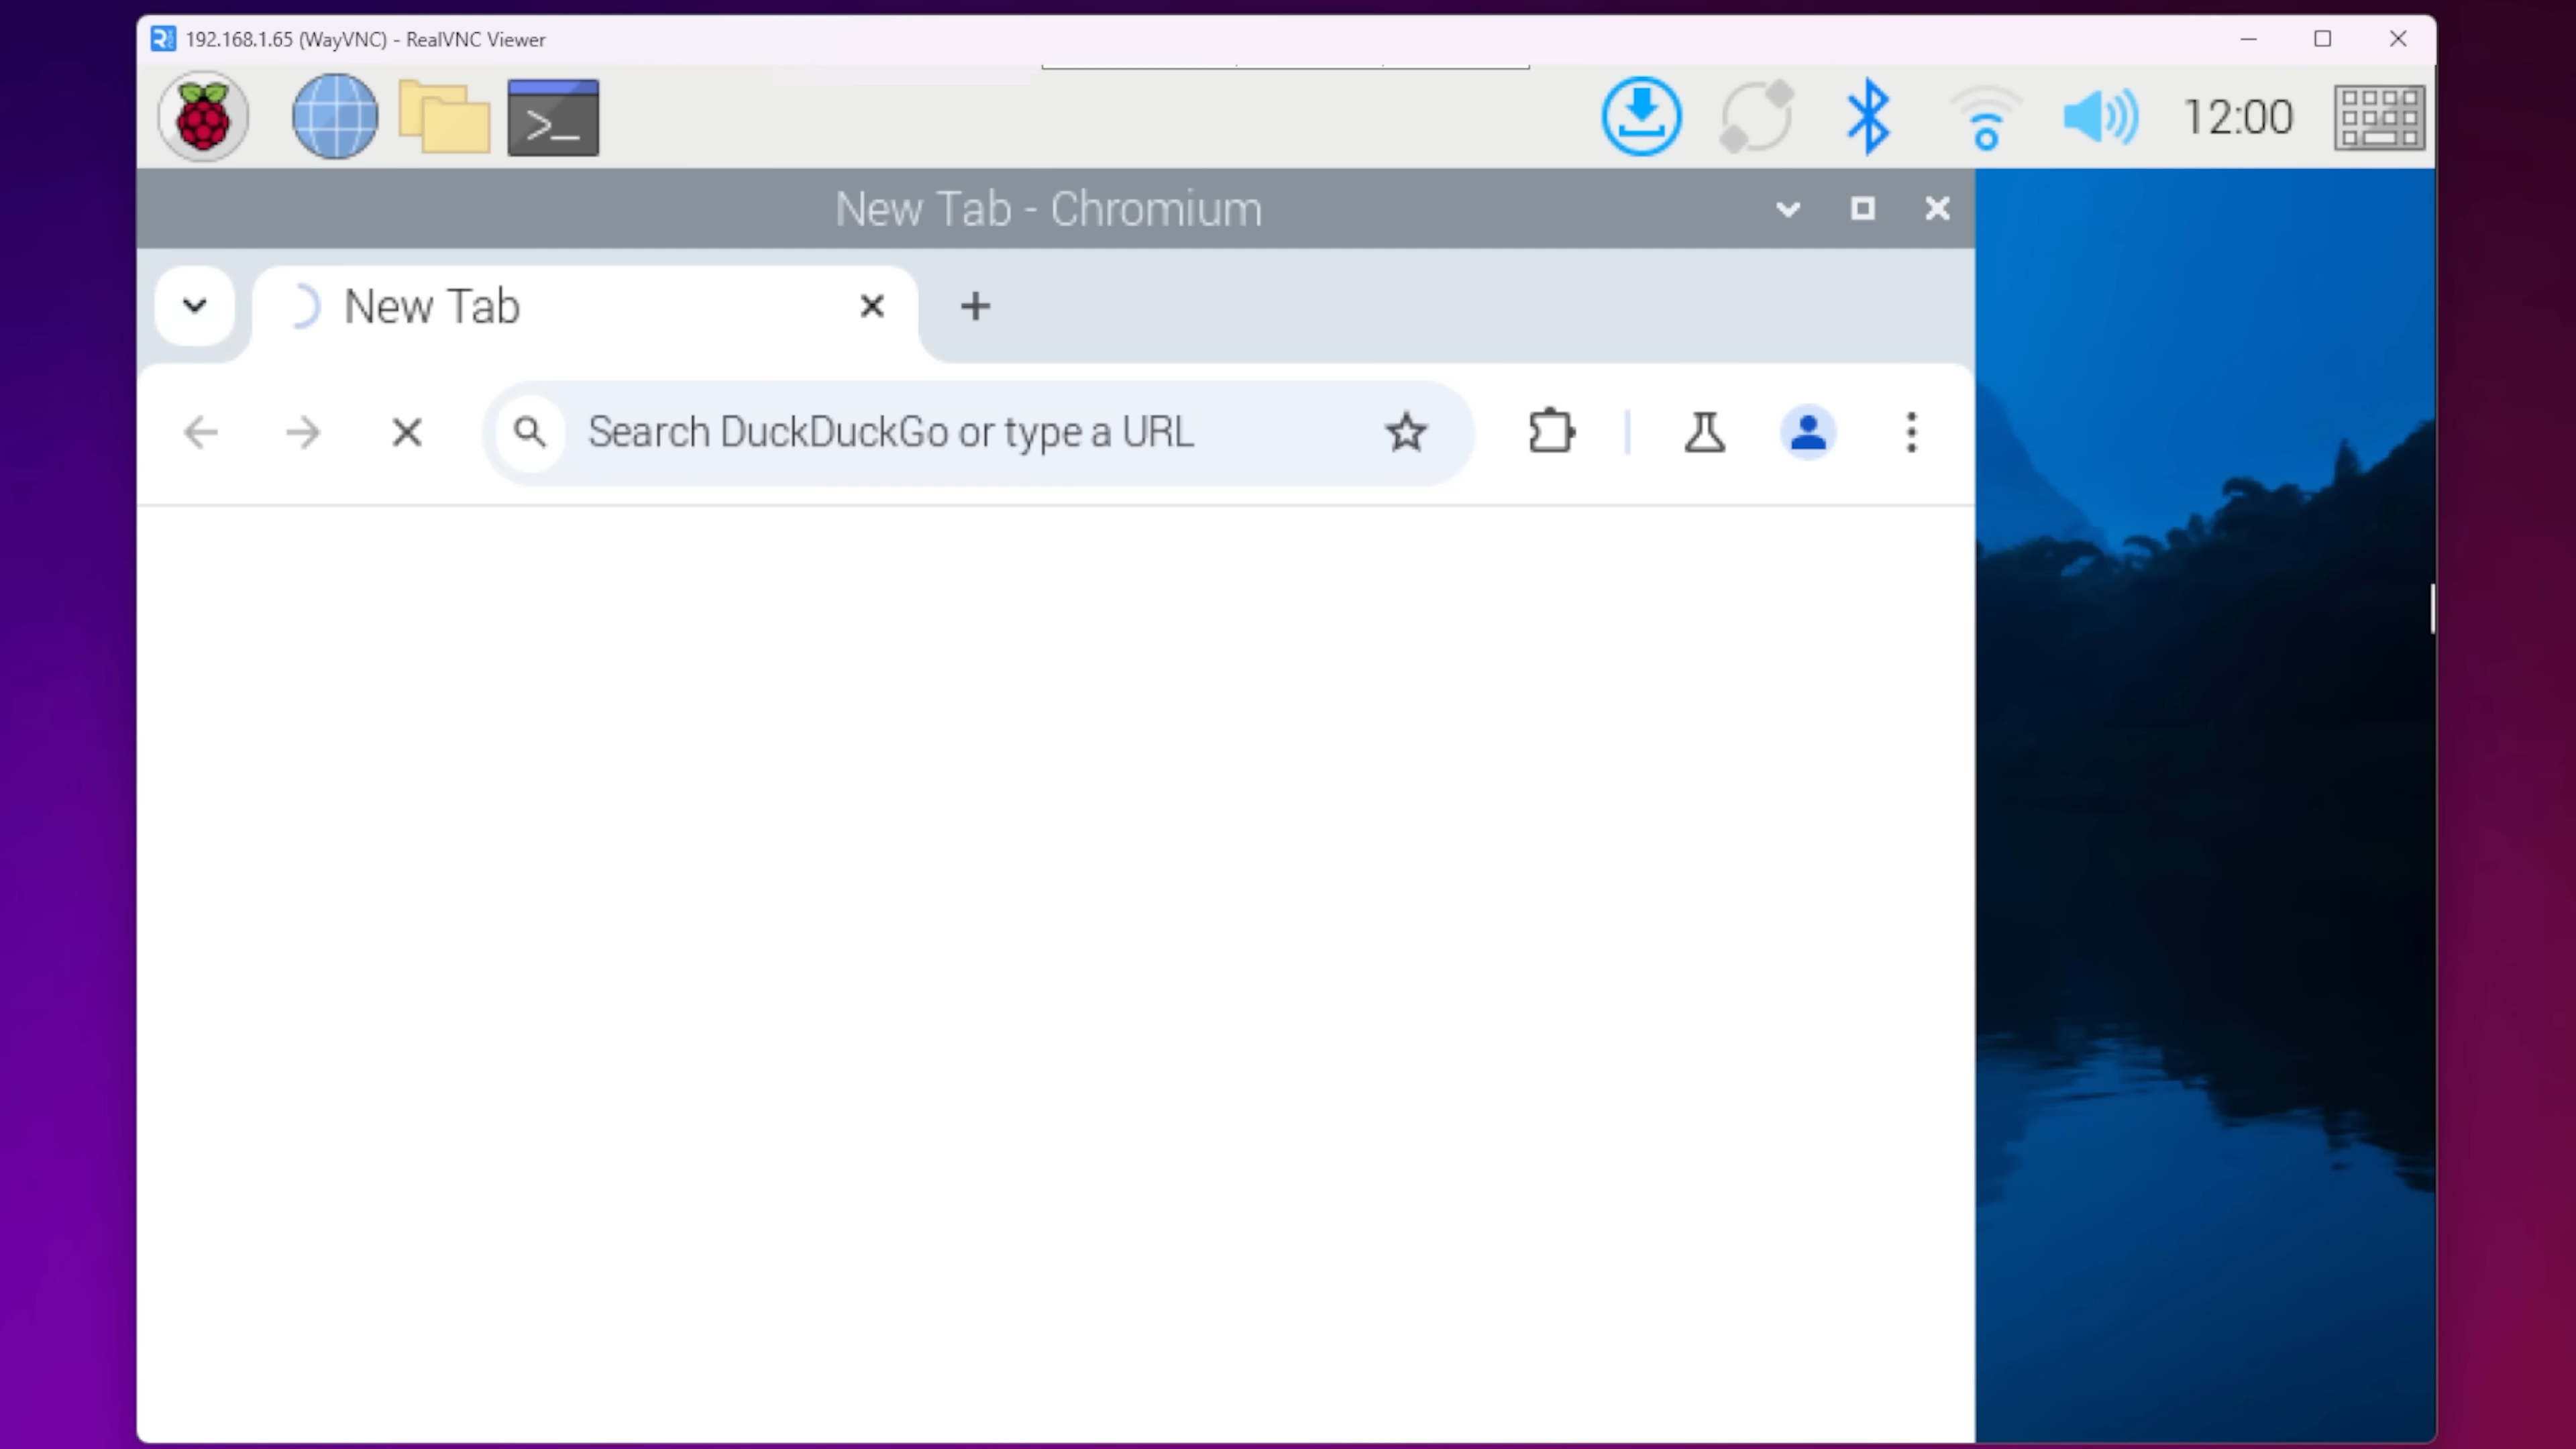 192.168.1.65 (WayVNC) - RealVNC Viewer
>_
12:00
New Tab - Chromium
New Tab
Search DuckDuckGo or type a URL